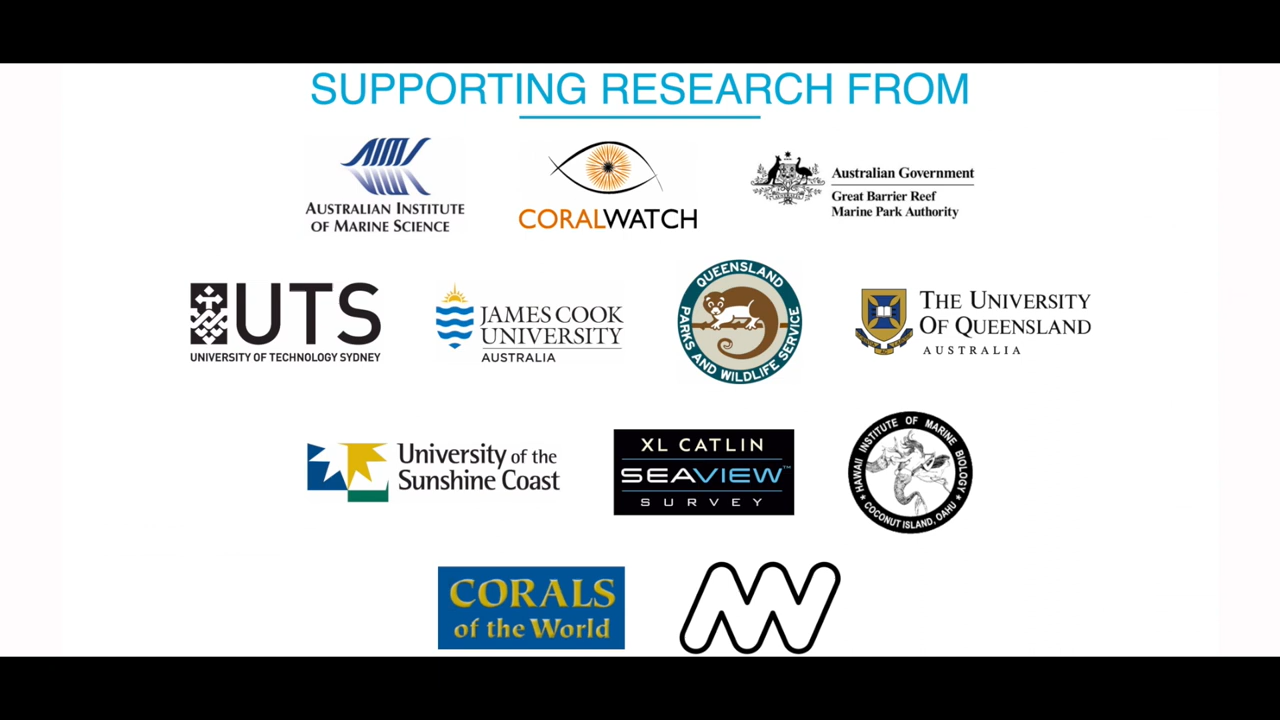 SUPPORTING RESEARCH FROM
AIMS
AUSTRALIAN INSTITUTE
OF MARINE SCIENCE
CORALWATCH
Australian Government
Great Barrier Reef
Marine Park Authority
UTS
UNIVERSITY OF TECHNOLOGY SYDNEY
JAMES COOK
UNIVERSITY
AUSTRALIA
QUEENSLAND
PARKS AND WILDLIFE SERVICE
THE UNIVERSITY
OF QUEENSLAND
AUSTRALIA
University of the
Sunshine Coast
XL CATLIN
SEAVIEW™
SURVEY
HAWAII INSTITUTE OF MARINE BIOLOGY
COCONUT ISLAND, OAHU
CORALS
of the World